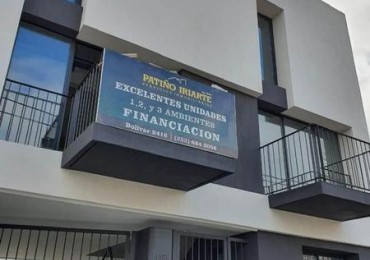 PATIÑO IRIARTE
EXCELENTES UNIDADES
1, 2, y 3 AMBIENTES
FINANCIACION